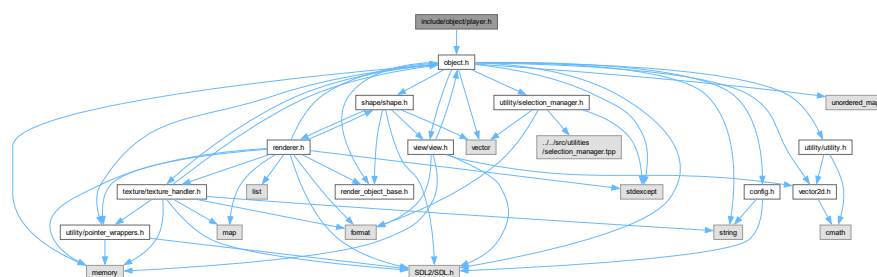 include/object/player.h
object.h
shape/shape.h
utility/selection_manager.h
unordered_map
renderer.h
view/view.h
vector
../../src/utilities
/selection_manager.tpp
utility/utility.h
texture/texture_handler.h
list
render_object_base.h
stdexcept
config.h
vector2d.h
utility/pointer_wrappers.h
map
format
string
cmath
memory
SDL2/SDL.h